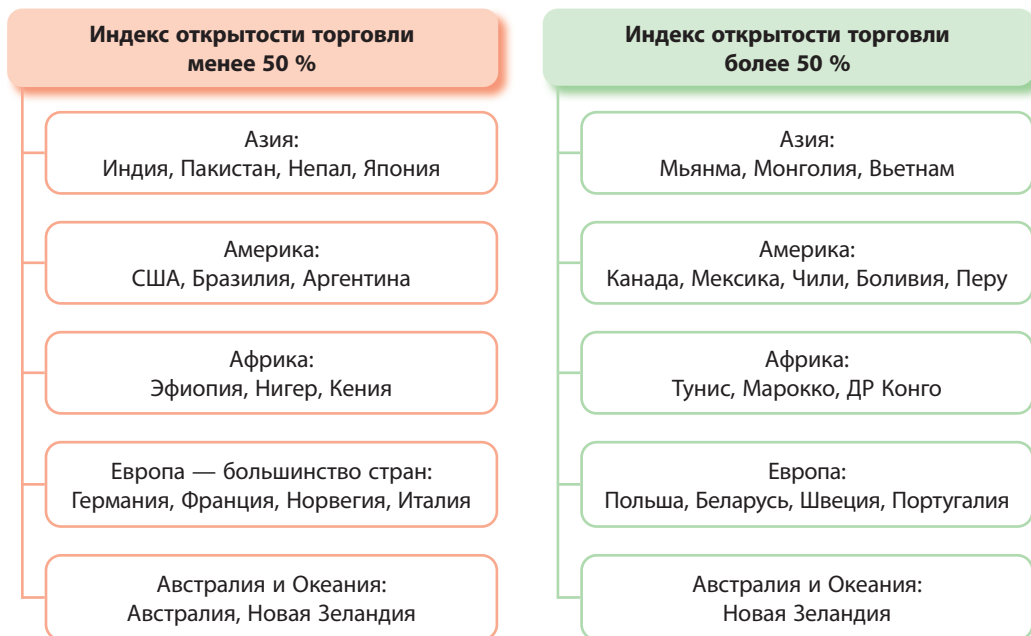 Индекс открытости торговли
менее 50 %
Азия:
Индия, Пакистан, Непал, Япония
Америка:
США, Бразилия, Аргентина
Африка:
Эфиопия, Нигер, Кения
Европа — большинство стран:
Германия, Франция, Норвегия, Италия
Австралия и Океания:
Австралия, Новая Зеландия
Индекс открытости торговли
более 50 %
Азия:
Мьянма, Монголия, Вьетнам
Америка:
Канада, Мексика, Чили, Боливия, Перу
Африка:
Тунис, Марокко, ДР Конго
Европа:
Польша, Беларусь, Швеция, Португалия
Австралия и Океания:
Новая Зеландия